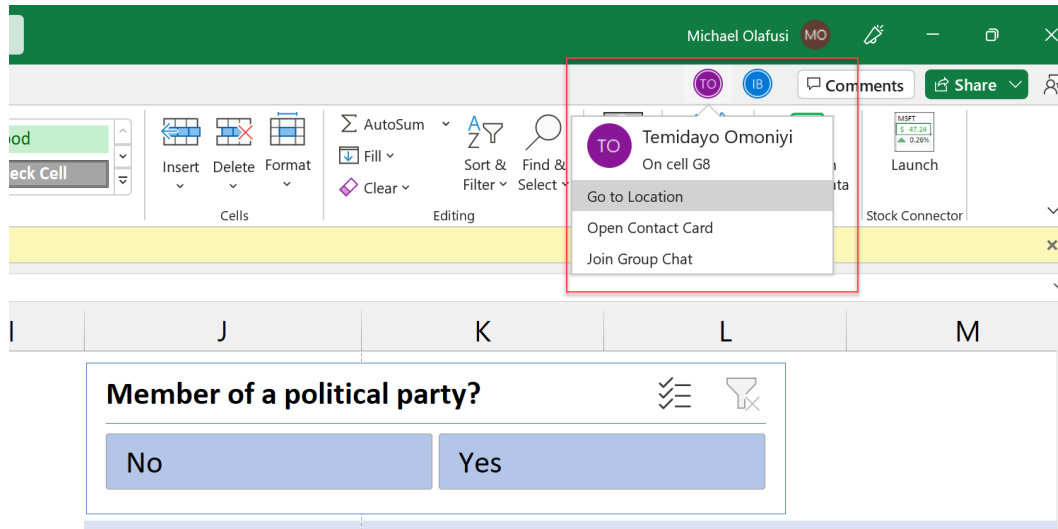 Michael Olafusi MO
TO IB Comments Share
ood
eck Cell
Insert Delete Format
AutoSum
Fill
Clear
A
Z
Sort &
Filter
Find &
Select
Cells
Editing
MSFT
$ 47.24
0.26%
Launch
Stock Connector
ta
TO
Temidayo Omoniyi
On cell G8
Go to Location
Open Contact Card
Join Group Chat
I J K L M
Member of a political party?
No Yes